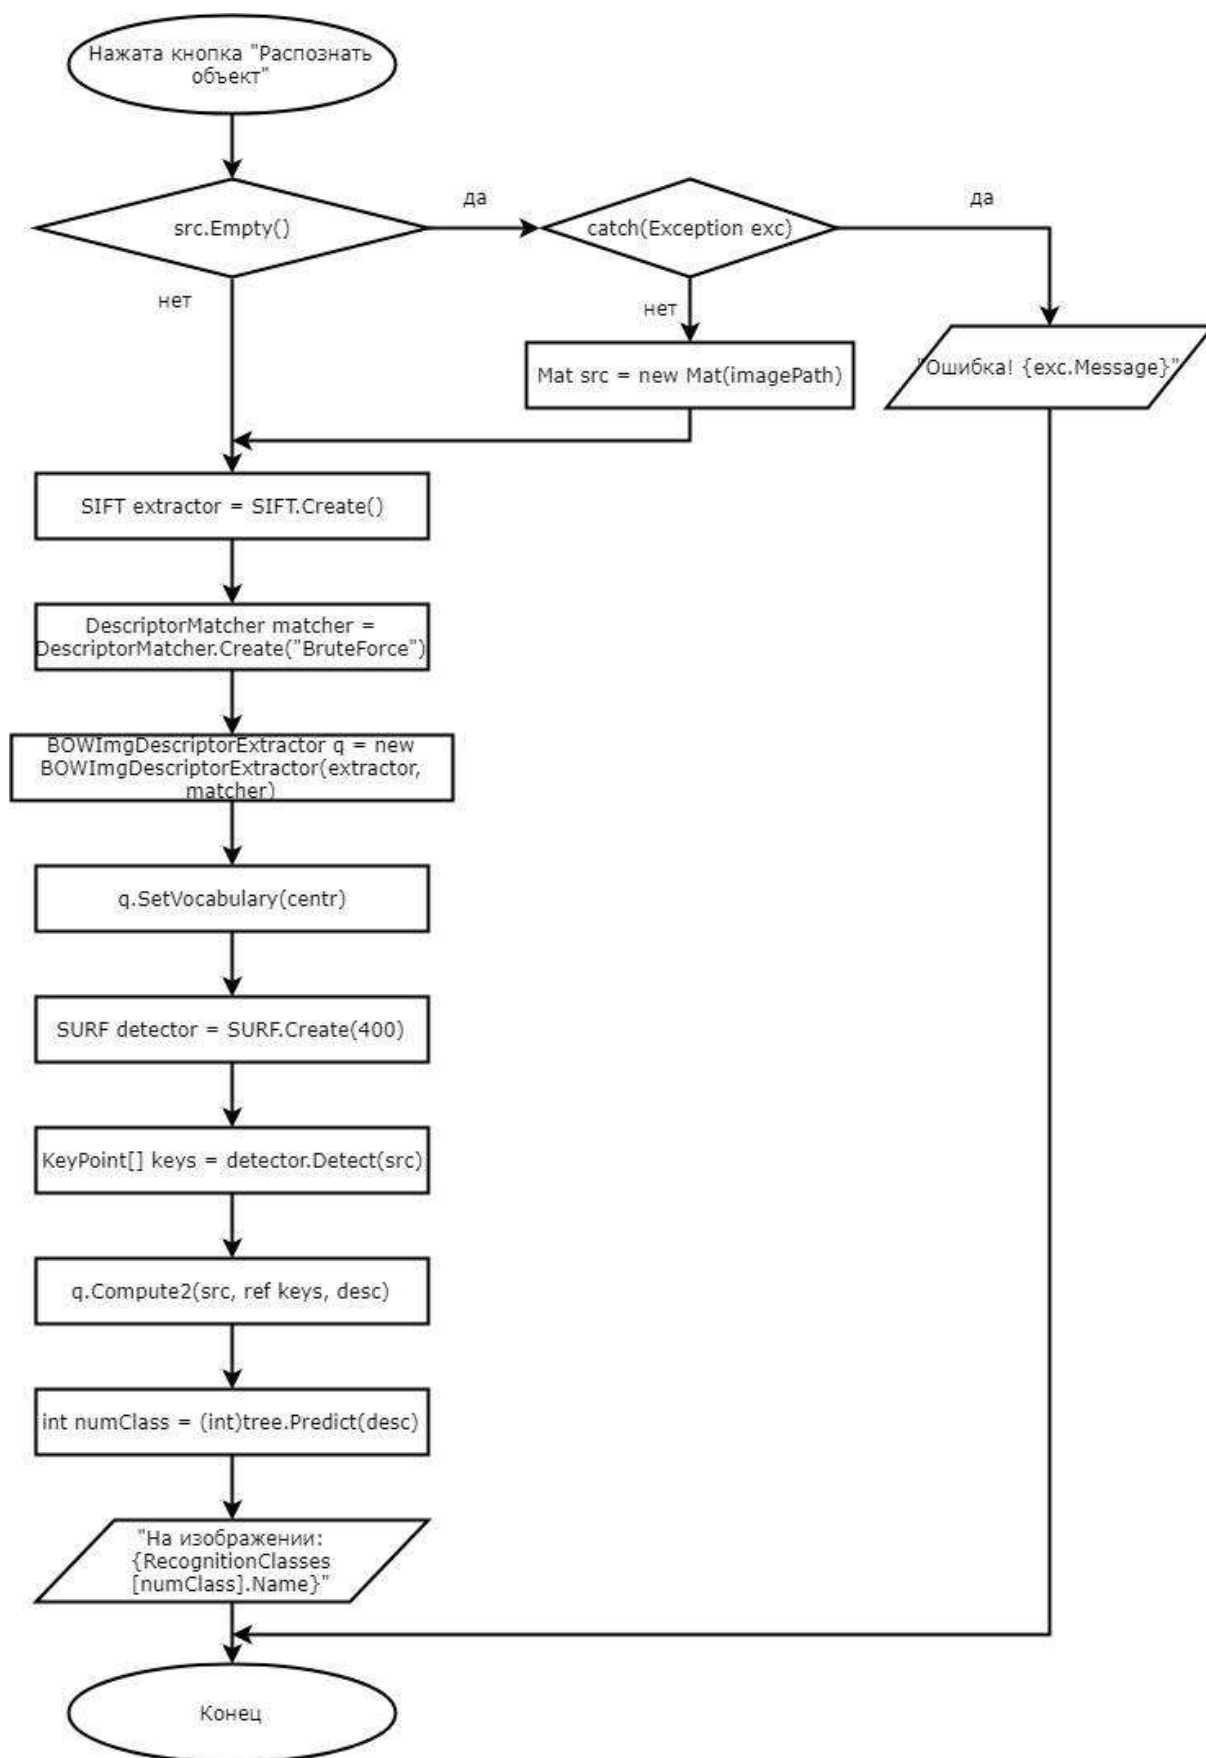 Нажата кнопка "Распознать
объект"
src.Empty()
да
catch(Exception exc)
да
нет
нет
Mat src = new Mat(imagePath)
"Ошибка! {exc.Message}"
SIFT extractor = SIFT.Create()
DescriptorMatcher matcher =
DescriptorMatcher.Create("BruteForce")
BOWImgDescriptorExtractor q = new
BOWImgDescriptorExtractor(extractor,
matcher)
q.SetVocabulary(centr)
SURF detector = SURF.Create(400)
KeyPoint[] keys = detector.Detect(src)
q.Compute2(src, ref keys, desc)
int numClass = (int)tree.Predict(desc)
"На изображении:
{RecognitionClasses
[numClass].Name}"
Конец